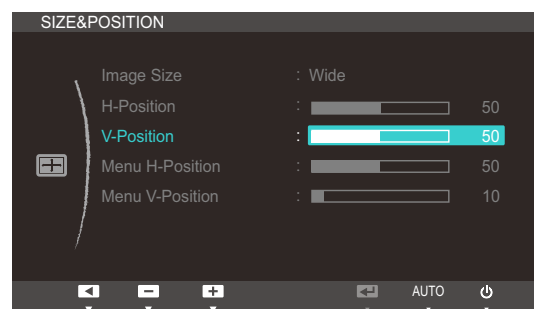 SIZE&POSITION
Image Size : Wide
H-Position : 50
V-Position : 50
Menu H-Position : 50
Menu V-Position : 10
AUTO